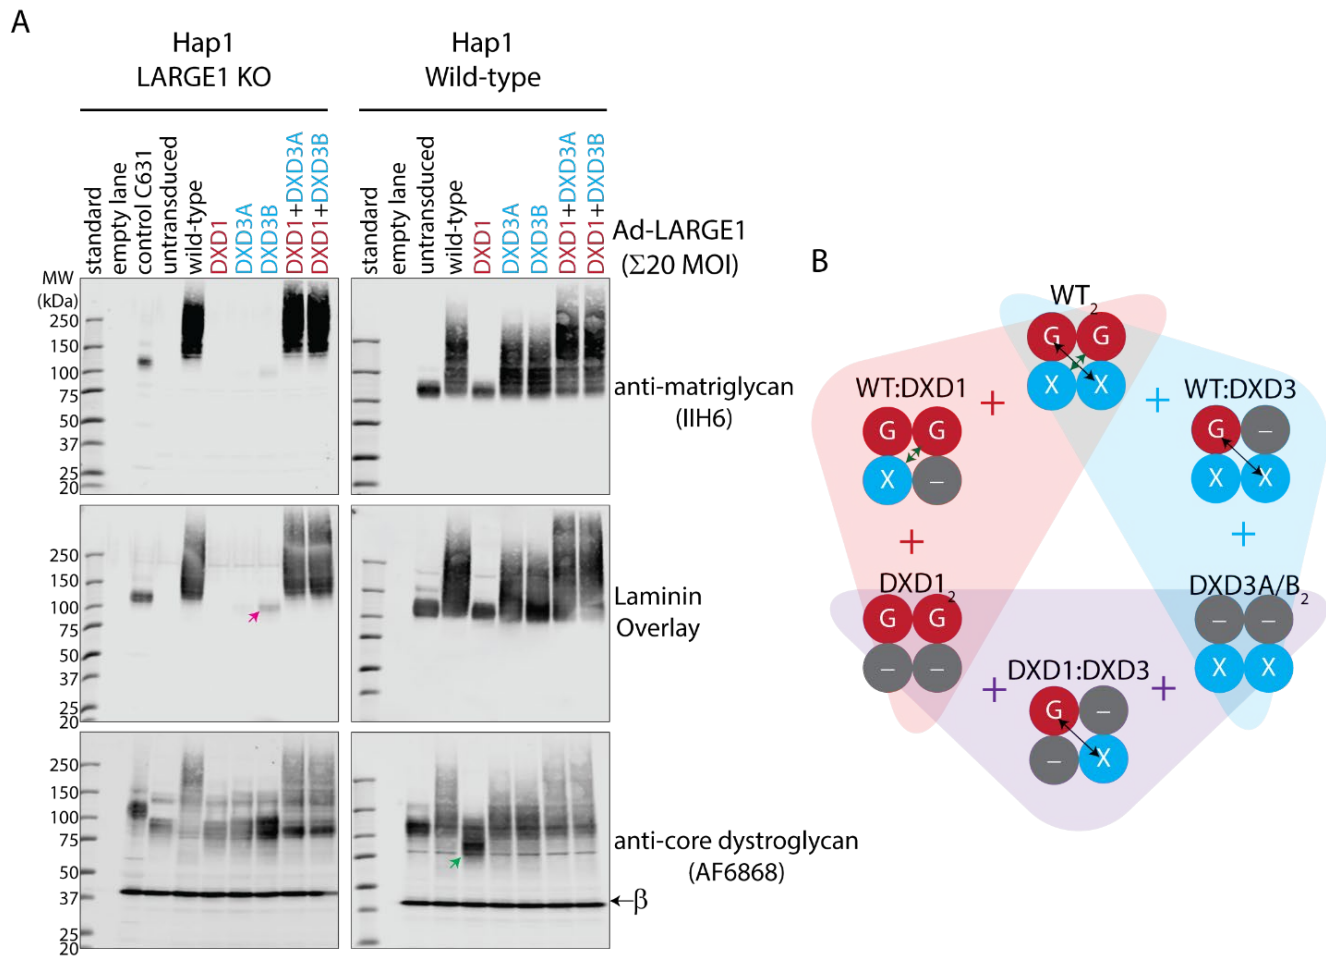 A
Hap1
LARGE1 KO
Hap1
Wild-type
standard
empty lane
control C631
untransduced
wild-type
DXD1
DXD3A
DXD3B
DXD1+DXD3A
DXD1+DXD3B
standard
empty lane
untransduced
wild-type
DXD1
DXD3A
DXD3B
DXD1+DXD3A
DXD1+DXD3B
Ad-LARGE1
(Σ20 MOI)
MW
(kDa)
250
150
100
75
50
37
25
20
anti-matriglycan
(IIH6)
250
150
100
75
50
37
25
20
Laminin
Overlay
250
150
100
75
50
37
25
20
anti-core dystroglycan
(AF6868)
←β
B
WT2
G G
X X
WT:DXD1
G G
X –
+
+
WT:DXD3
G –
X X
+
+
DXD12
G G
– –
DXD3A/B2
– –
X X
+
DXD1:DXD3
+
G –
– X